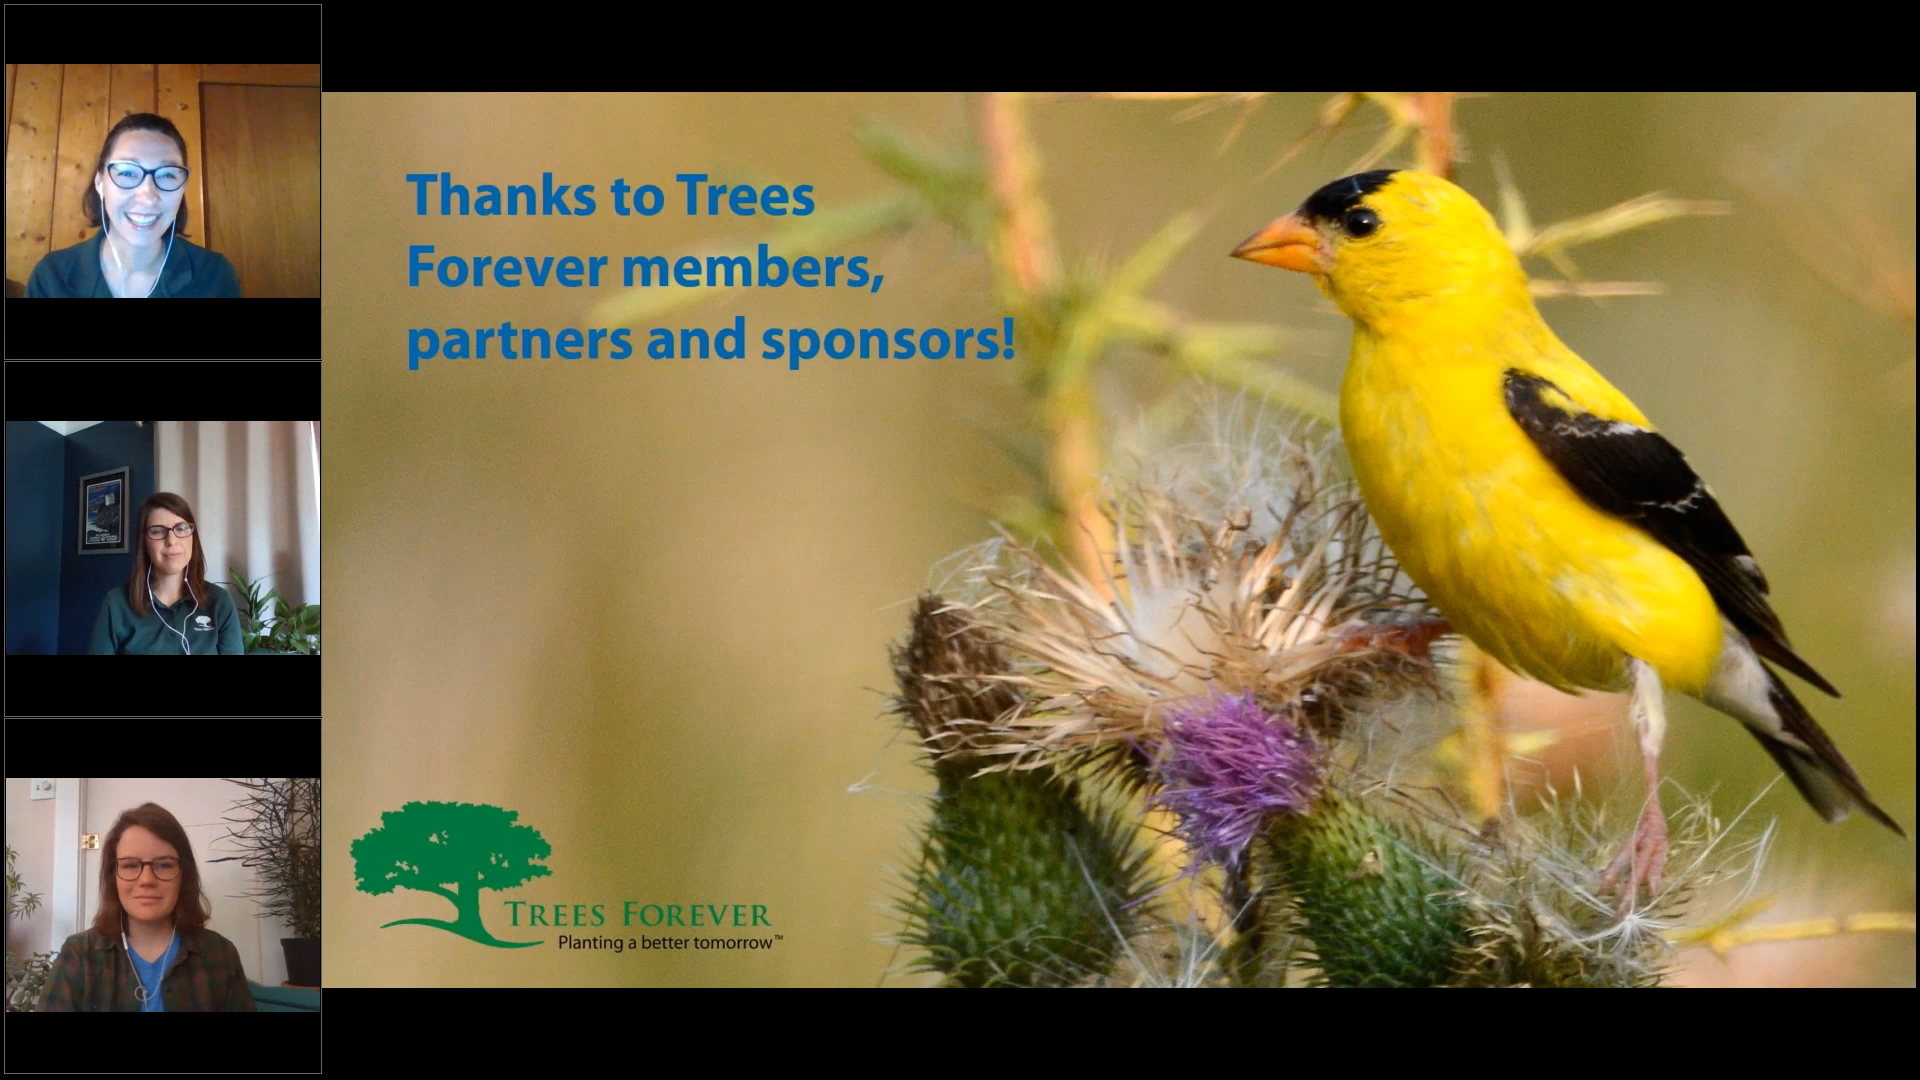 Thanks to Trees
Forever members,
partners and sponsors!
TREES FOREVER
Planting a better tomorrow™